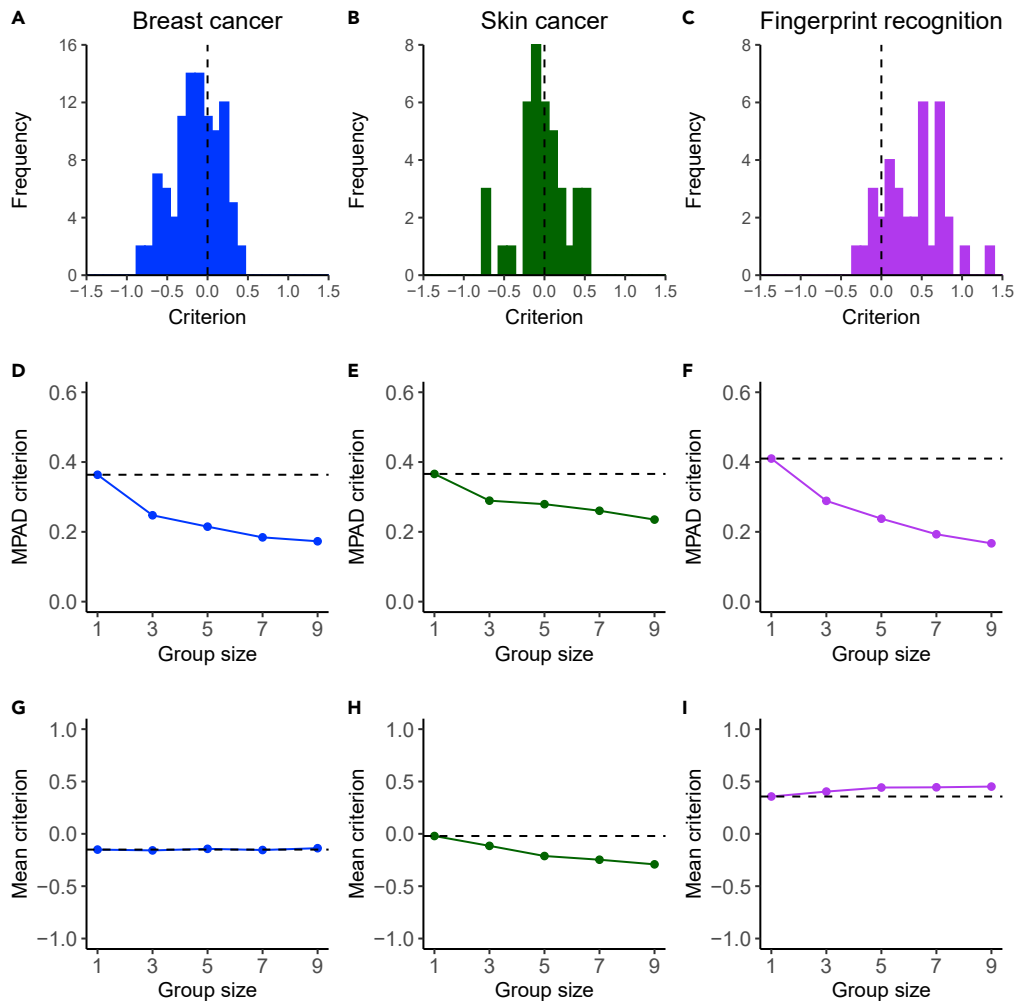 A Breast cancer
B Skin cancer
C Fingerprint recognition
Frequency
16
12
8
4
0
−1.5 −1.0 −0.5 0.0 0.5 1.0 1.5
Criterion
Frequency
8
6
4
2
0
−1.5 −1.0 −0.5 0.0 0.5 1.0 1.5
Criterion
Frequency
8
6
4
2
0
−1.5 −1.0 −0.5 0.0 0.5 1.0 1.5
Criterion
D
MPAD criterion
0.6
0.4
0.2
0.0
1 3 5 7 9
Group size
E
MPAD criterion
0.6
0.4
0.2
0.0
1 3 5 7 9
Group size
F
MPAD criterion
0.6
0.4
0.2
0.0
1 3 5 7 9
Group size
G
Mean criterion
1.0
0.5
0.0
−0.5
−1.0
1 3 5 7 9
Group size
H
Mean criterion
1.0
0.5
0.0
−0.5
−1.0
1 3 5 7 9
Group size
I
Mean criterion
1.0
0.5
0.0
−0.5
−1.0
1 3 5 7 9
Group size